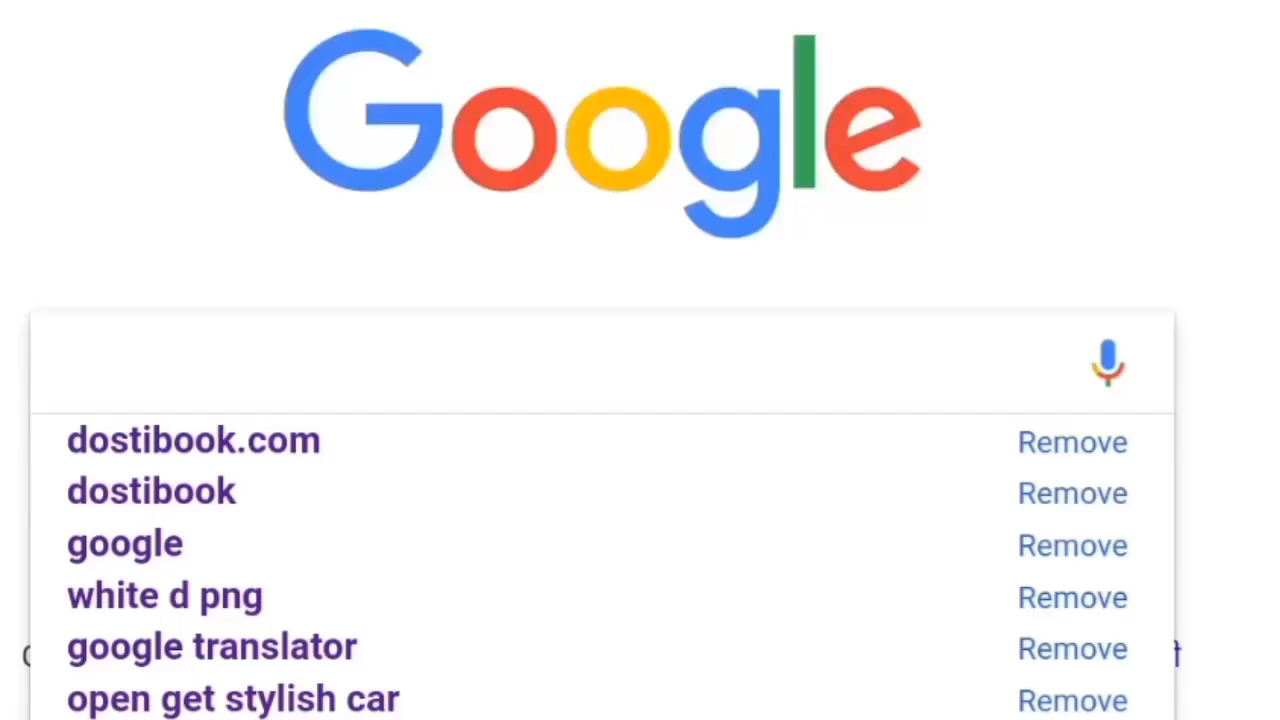 Google
dostibook.com Remove
dostibook Remove
google Remove
white d png Remove
google translator Remove
open get stylish car Remove